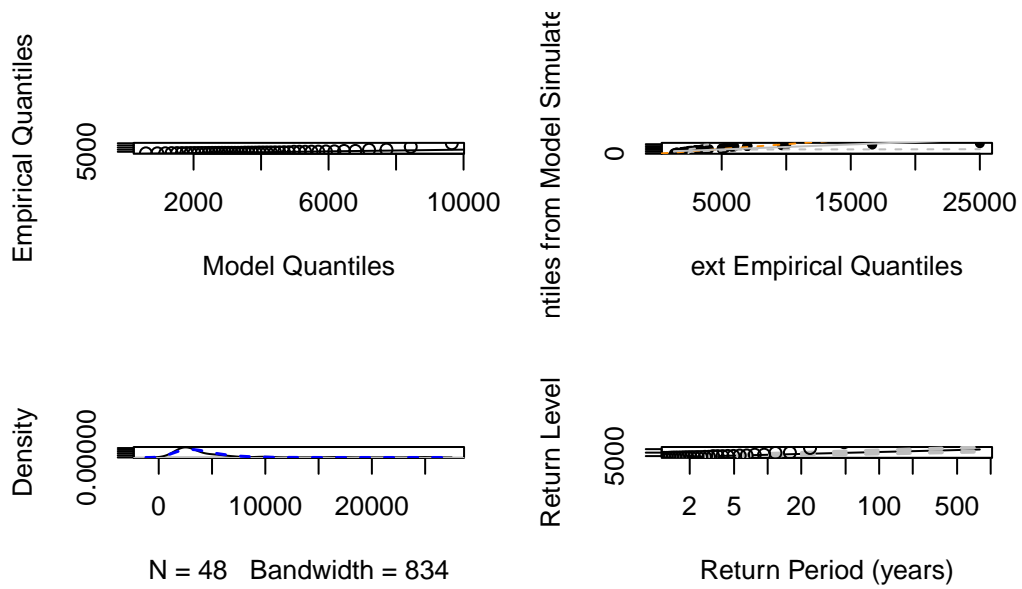 Empirical Quantiles
5000
2000 6000 10000
Model Quantiles
ntiles from Model Simulate
0
5000 15000 25000
ext Empirical Quantiles
Density
0.00000
0 10000 20000
N = 48 Bandwidth = 834
Return Level
5000
2 5 20 100 500
Return Period (years)